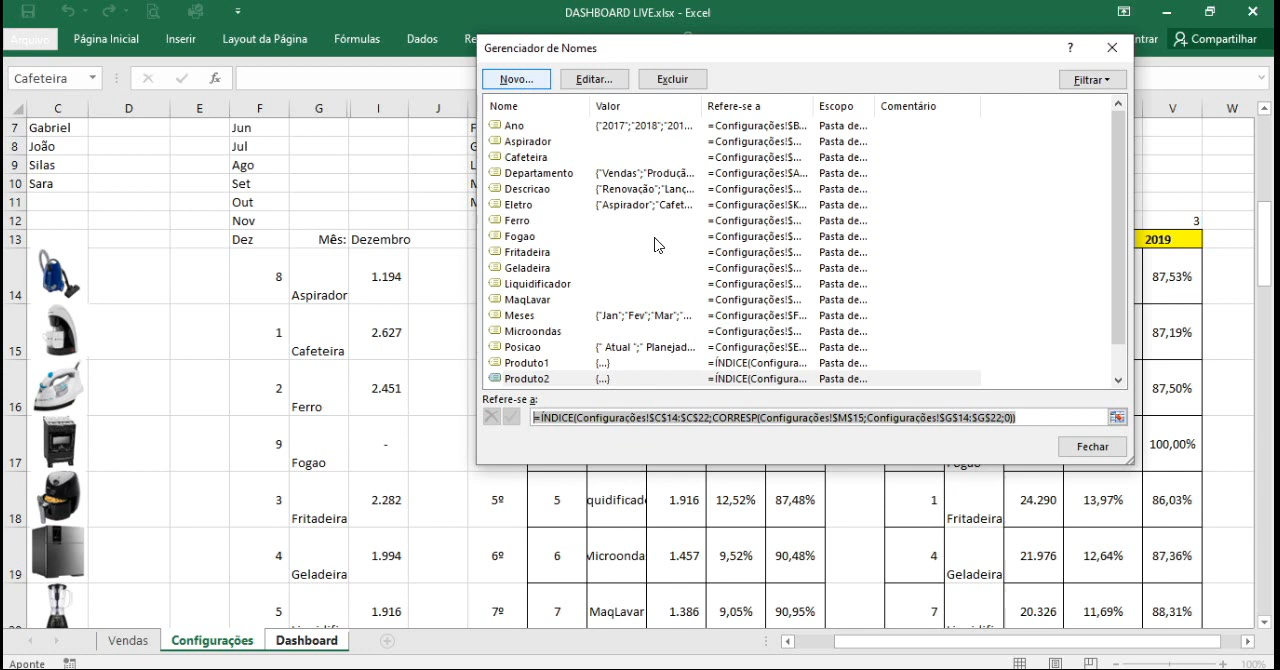 DASHBOARD LIVE.xlsx - Excel
Arquivo Página Inicial Inserir Layout da Página Fórmulas Dados Re ntrar Compartilhar
Gerenciador de Nomes ?
Cafeteira fx
Novo... Editar... Excluir Filtrar
Nome Valor Refere-se a Escopo Comentário
Ano {"2017";"2018";"201... =Configurações!$B... Pasta de...
Aspirador =Configurações!$... Pasta de...
Cafeteira =Configurações!$... Pasta de...
Departamento {"Vendas";"Produçã... =Configurações!$A... Pasta de...
Descricao {"Renovação";"Lanç... =Configurações!$... Pasta de...
Eletro {"Aspirador";"Cafet... =Configurações!$K... Pasta de...
Ferro =Configurações!$... Pasta de...
Fogao =Configurações!$... Pasta de...
Fritadeira =Configurações!$... Pasta de...
Geladeira =Configurações!$... Pasta de...
Liquidificador =Configurações!$... Pasta de...
MaqLavar =Configurações!$... Pasta de...
Meses {"Jan";"Fev";"Mar";"... =Configurações!$F... Pasta de...
Microondas =Configurações!$... Pasta de...
Posicao {" Atual ";" Planejad... =Configurações!$E... Pasta de...
Produto1 {...} =ÍNDICE(Configura... Pasta de...
Produto2 {...} =ÍNDICE(Configura... Pasta de...
Refere-se a:
=ÍNDICE(Configurações!$C$14:$C$22;CORRESP(Configurações!$M$15;Configurações!$G$14:$G$22;0))
Fechar
C D E F G I J V W
7 Gabriel Jun
8 João Jul
9 Silas Ago
10 Sara Set
11 Out
12 Nov 3
13 Dez Mês: Dezembro 2019
14 8 Aspirador 1.194 87,53%
15 1 Cafeteira 2.627 87,19%
16 2 Ferro 2.451 87,50%
17 9 Fogao - Fogao 100,00%
18 3 Fritadeira 2.282 5º 5 quidificado 1.916 12,52% 87,48% 1 Fritadeira 24.290 13,97% 86,03%
19 4 Geladeira 1.994 6º 6 Microonda 1.457 9,52% 90,48% 4 Geladeira 21.976 12,64% 87,36%
5 1.916 7º 7 MaqLavar 1.386 9,05% 90,95% 7 20.326 11,69% 88,31%
Vendas Configurações Dashboard
Aponte 100%